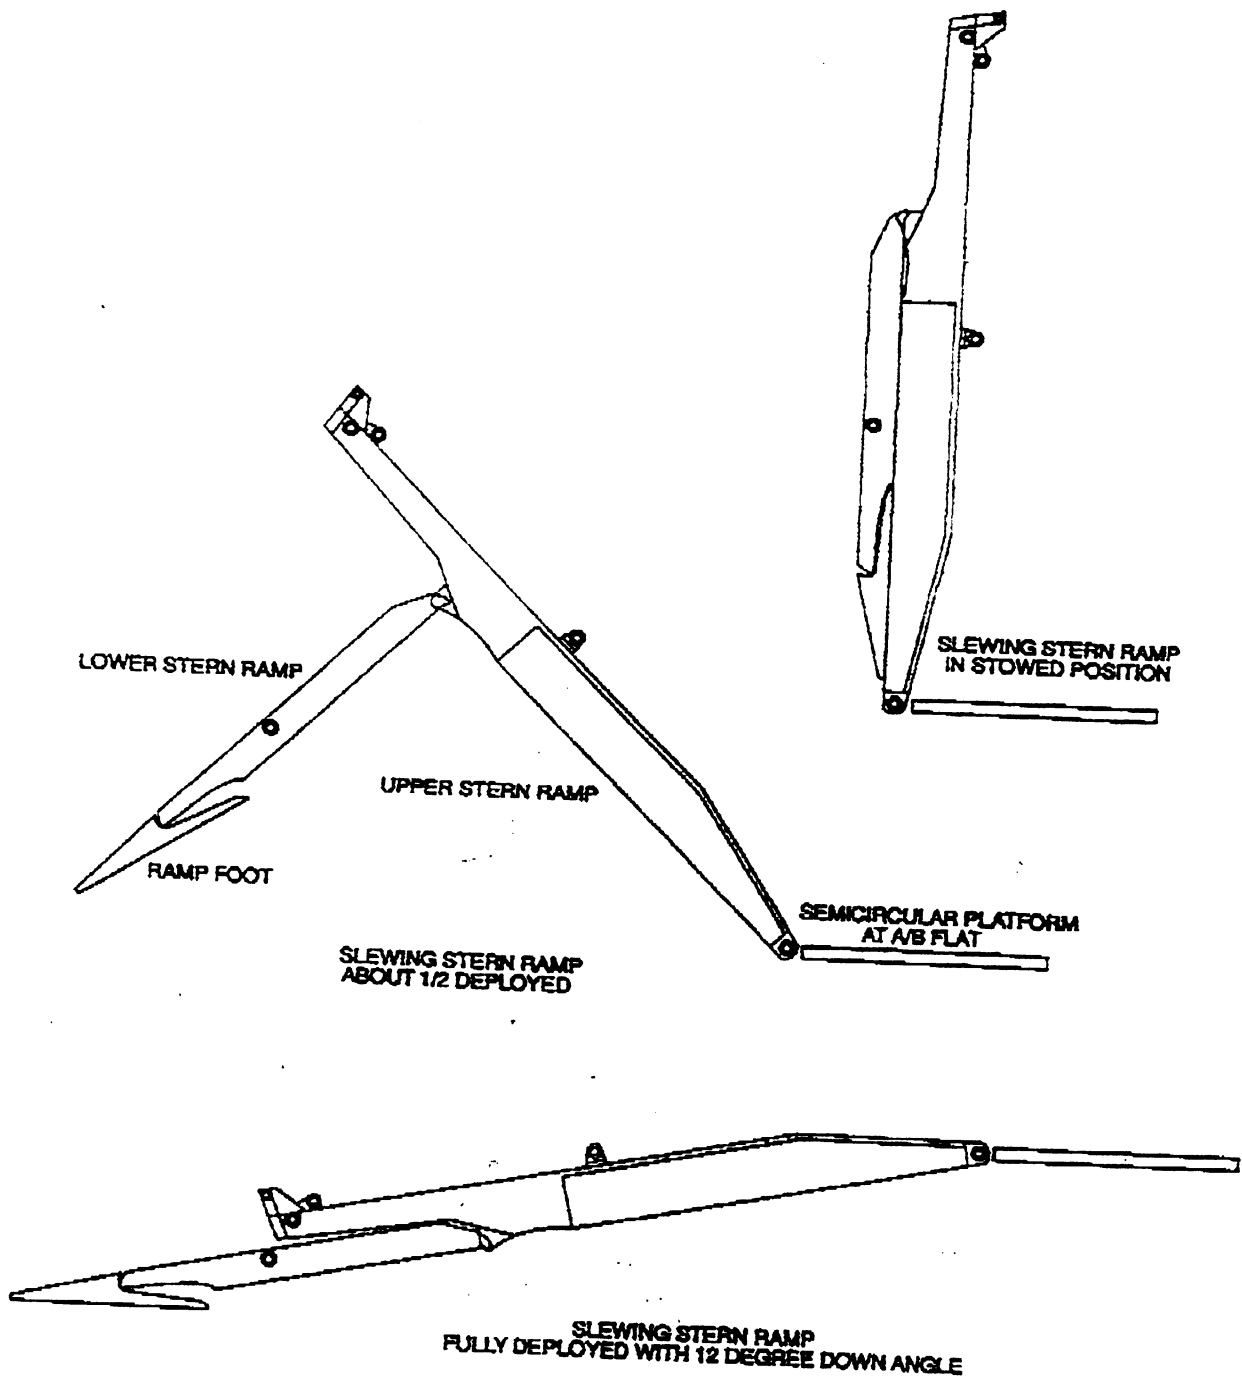 SLEWING STERN RAMP
IN STOWED POSITION
LOWER STERN RAMP
UPPER STERN RAMP
RAMP FOOT
SEMICIRCULAR PLATFORM
AT A/B FLAT
SLEWING STERN RAMP
ABOUT 1/2 DEPLOYED
SLEWING STERN RAMP
FULLY DEPLOYED WITH 12 DEGREE DOWN ANGLE